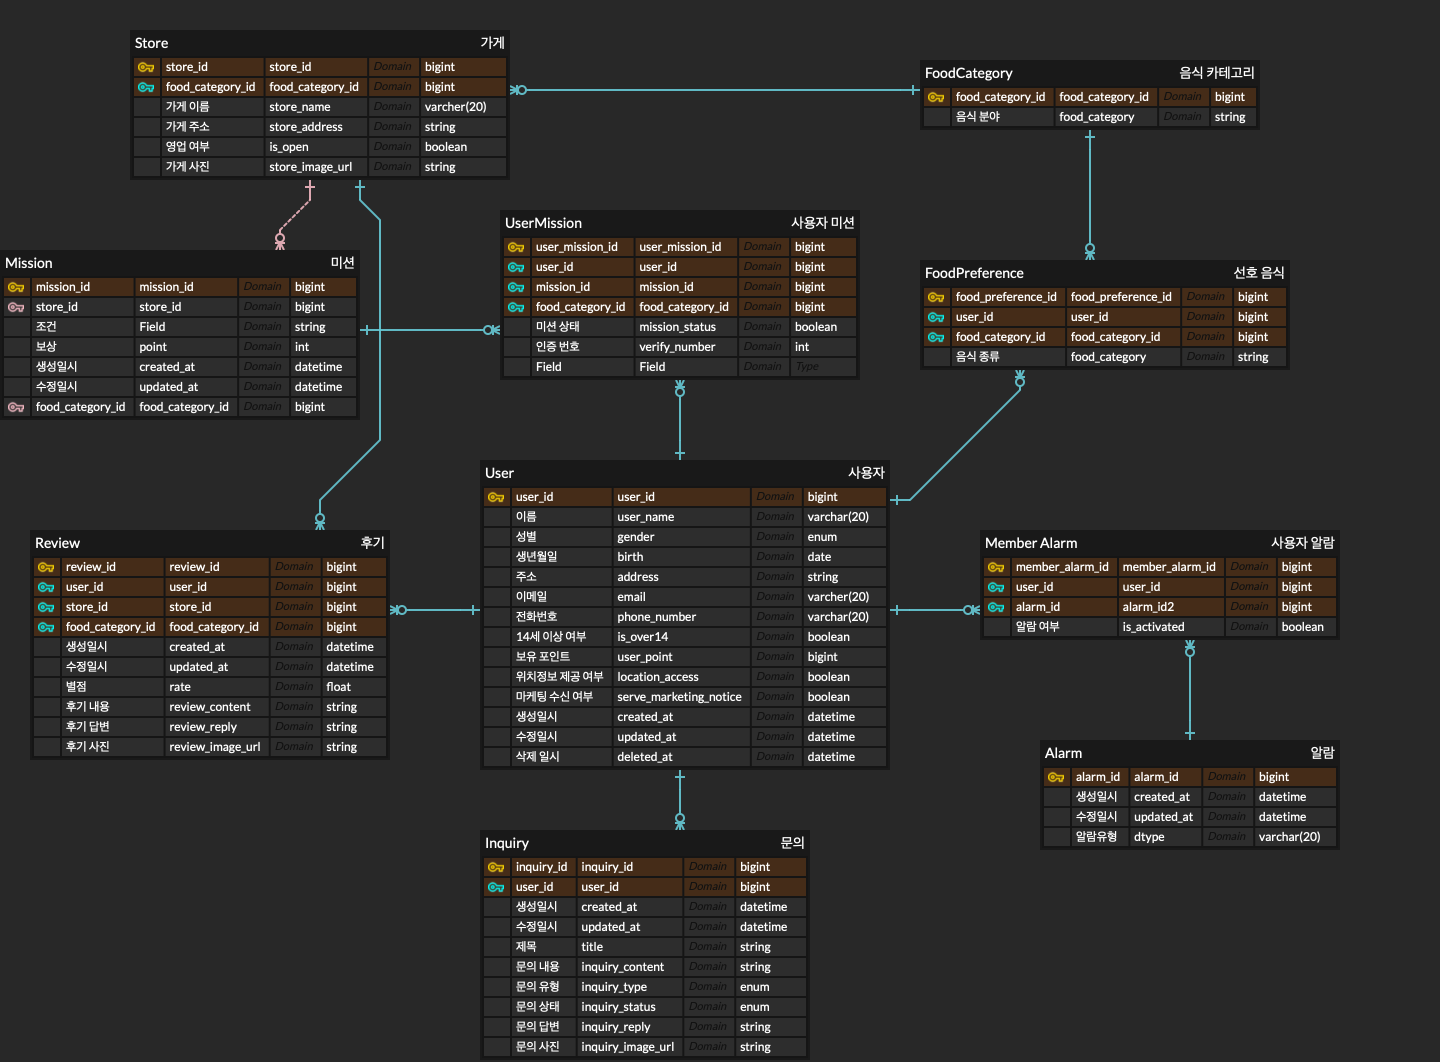 Store 가게
store_id store_id Domain bigint
food_category_id food_category_id Domain bigint
가게 이름 store_name Domain varchar(20)
가게 주소 store_address Domain string
영업 여부 is_open Domain boolean
가게 사진 store_image_url Domain string
FoodCategory 음식 카테고리
food_category_id food_category_id Domain bigint
음식 분야 food_category Domain string
UserMission 사용자 미션
user_mission_id user_mission_id Domain bigint
user_id user_id Domain bigint
mission_id mission_id Domain bigint
food_category_id food_category_id Domain bigint
미션 상태 mission_status Domain boolean
인증 번호 verify_number Domain int
Field Field Domain Type
Mission 미션
mission_id mission_id Domain bigint
store_id store_id Domain bigint
조건 Field Domain string
보상 point Domain int
생성일시 created_at Domain datetime
수정일시 updated_at Domain datetime
food_category_id food_category_id Domain bigint
FoodPreference 선호 음식
food_preference_id food_preference_id Domain bigint
user_id user_id Domain bigint
food_category_id food_category_id Domain bigint
음식 종류 food_category Domain string
User 사용자
user_id user_id Domain bigint
이름 user_name Domain varchar(20)
성별 gender Domain enum
생년월일 birth Domain date
주소 address Domain string
이메일 email Domain varcher(20)
전화번호 phone_number Domain varchar(20)
14세 이상 여부 is_over14 Domain boolean
보유 포인트 user_point Domain bigint
위치정보 제공 여부 location_access Domain boolean
마케팅 수신 여부 serve_marketing_notice Domain boolean
생성일시 created_at Domain datetime
수정일시 updated_at Domain datetime
삭제 일시 deleted_at Domain datetime
Review 후기
review_id review_id Domain bigint
user_id user_id Domain bigint
store_id store_id Domain bigint
food_category_id food_category_id Domain bigint
생성일시 created_at Domain datetime
수정일시 updated_at Domain datetime
별점 rate Domain float
후기 내용 review_content Domain string
후기 답변 review_reply Domain string
후기 사진 review_image_url Domain string
Member Alarm 사용자 알람
member_alarm_id member_alarm_id Domain bigint
user_id user_id Domain bigint
alarm_id alarm_id2 Domain bigint
알람 여부 is_activated Domain boolean
Alarm 알람
alarm_id alarm_id Domain bigint
생성일시 created_at Domain datetime
수정일시 updated_at Domain datetime
알람유형 dtype Domain varchar(20)
Inquiry 문의
inquiry_id inquiry_id Domain bigint
user_id user_id Domain bigint
생성일시 created_at Domain datetime
수정일시 updated_at Domain datetime
제목 title Domain string
문의 내용 inquiry_content Domain string
문의 유형 inquiry_type Domain enum
문의 상태 inquiry_status Domain enum
문의 답변 inquiry_reply Domain string
문의 사진 inquiry_image_url Domain string